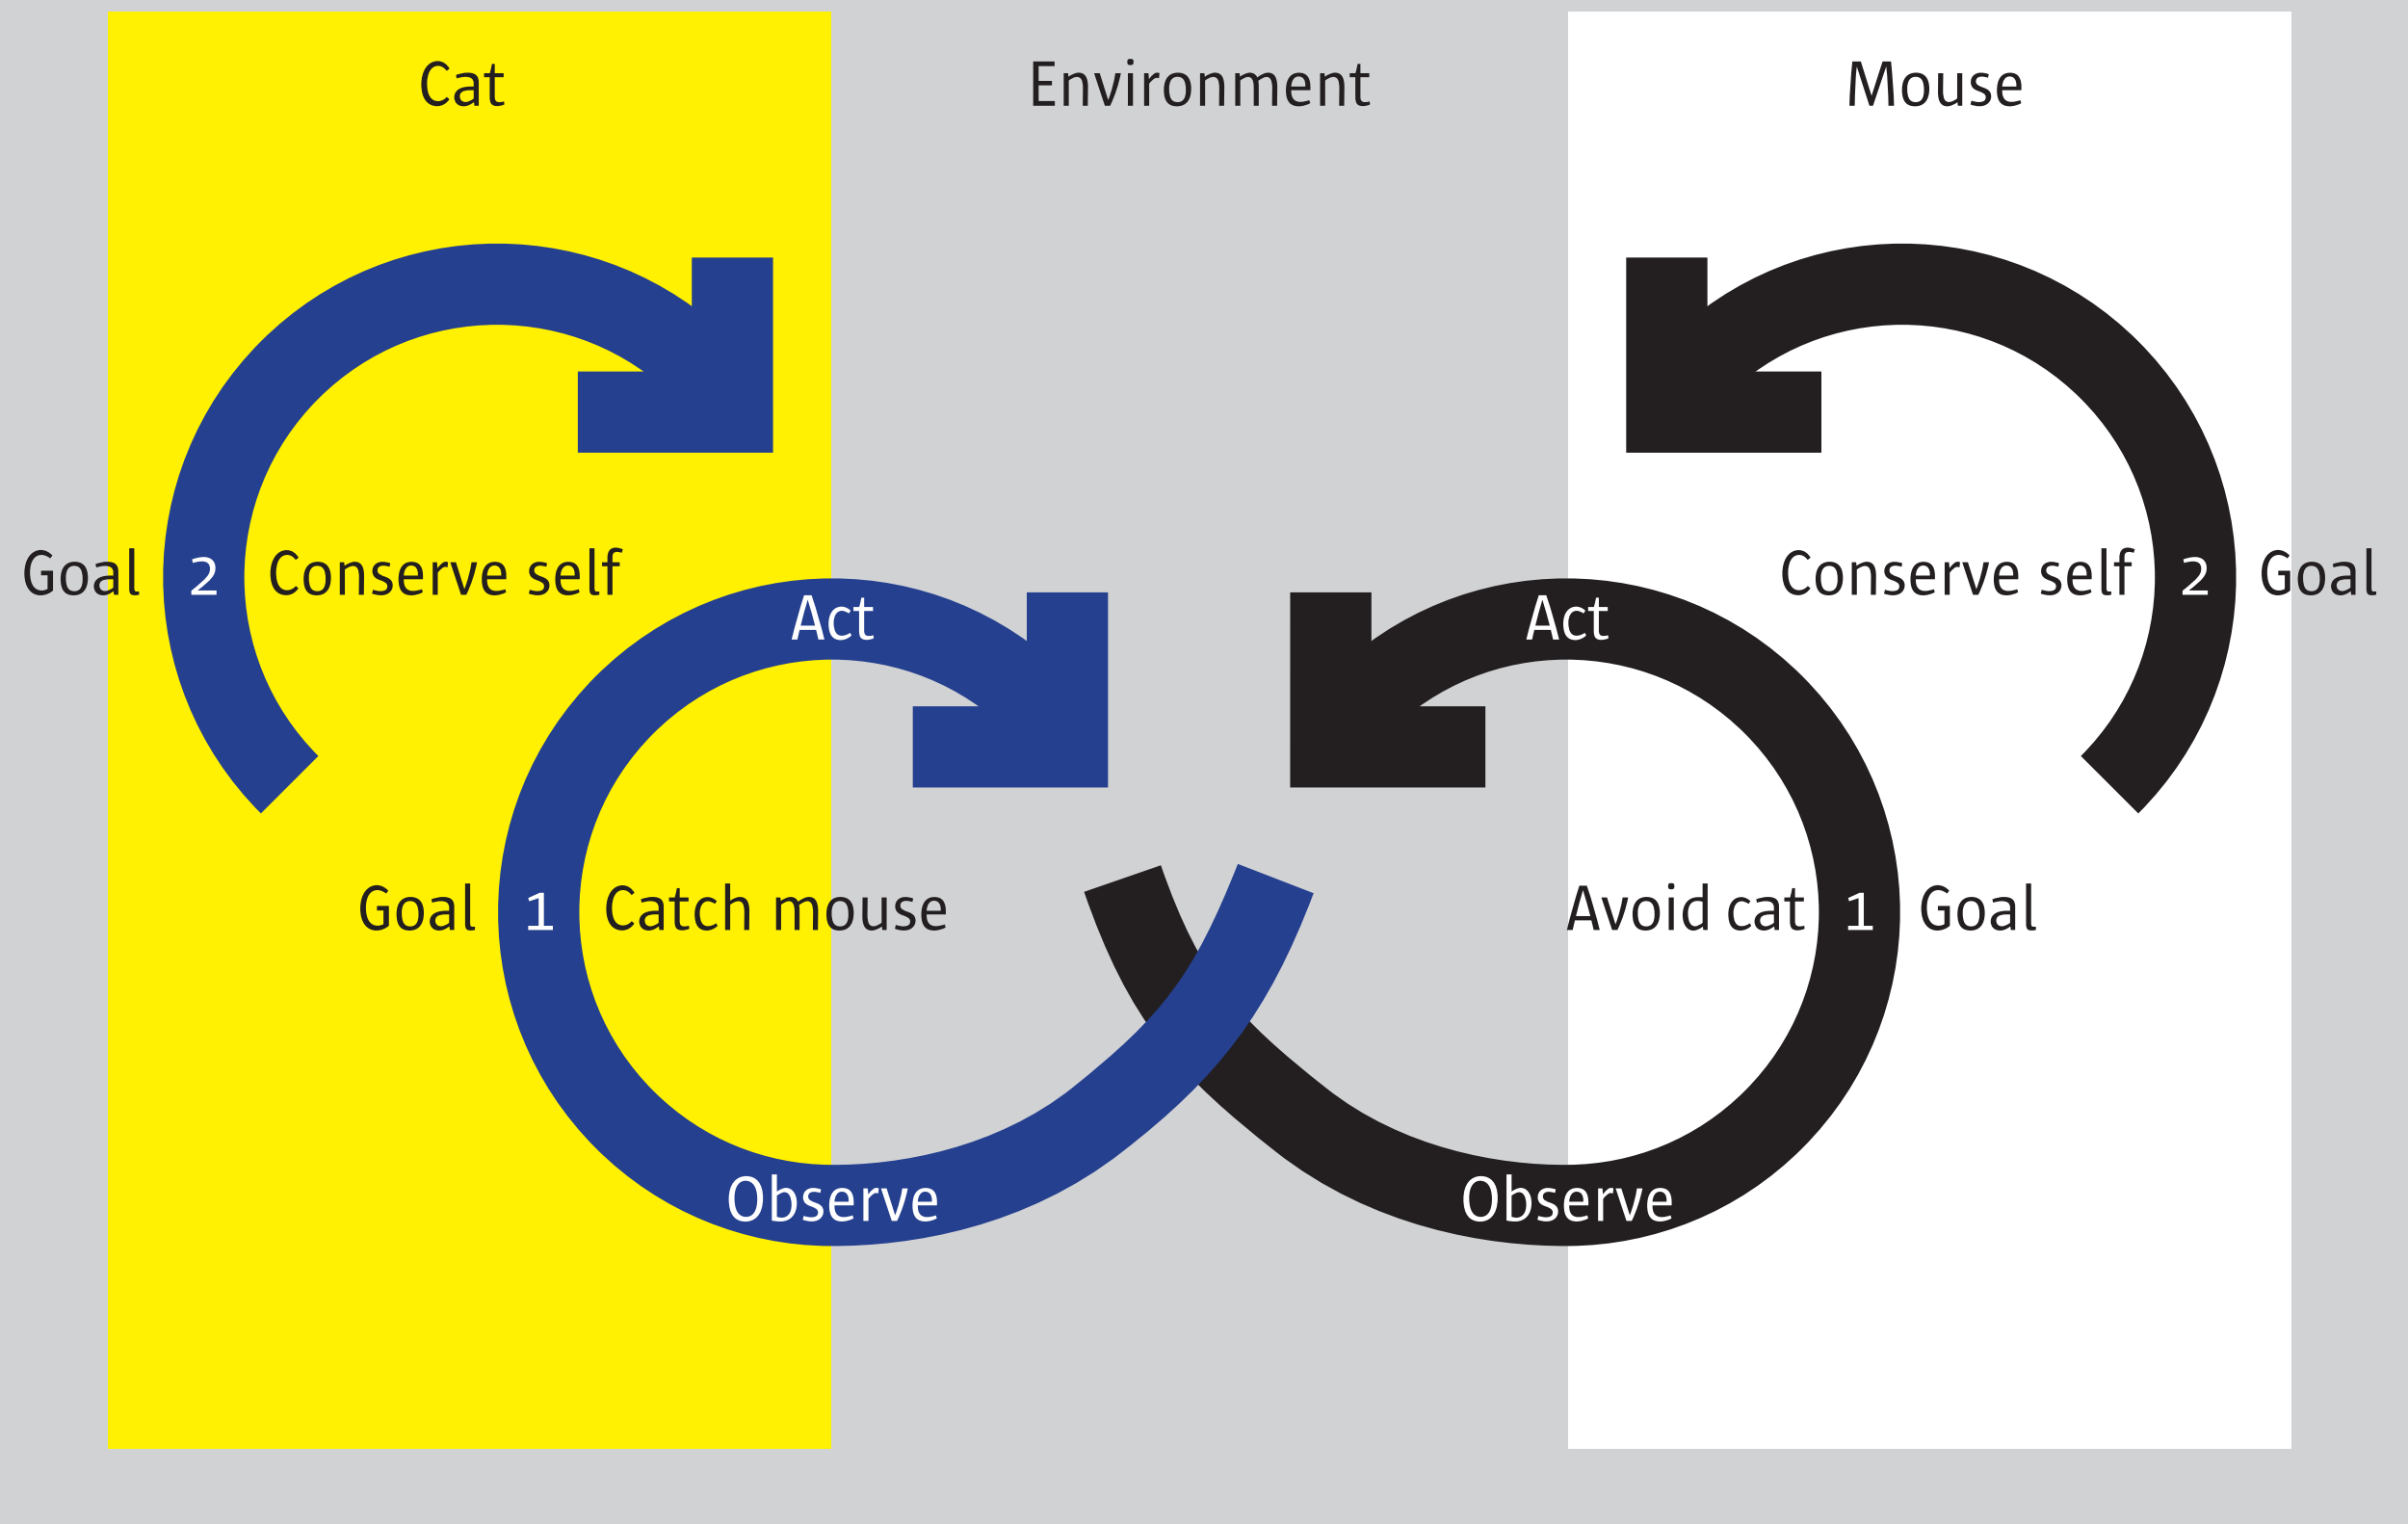 Cat
Environment
Mouse
Goal 2 Conserve self
Conserve self 2 Goal
Act
Act
Goal 1 Catch mouse
Avoid cat 1 Goal
Observe
Observe